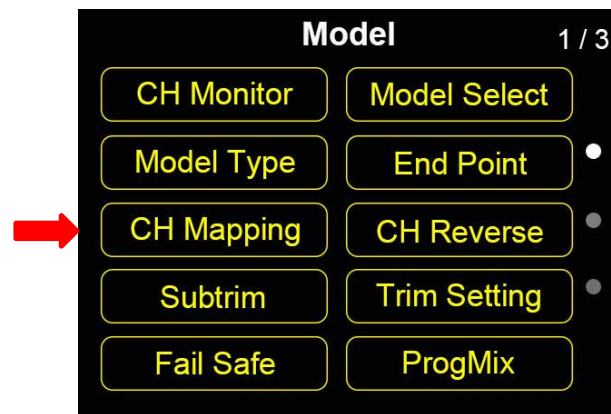 Model
1 / 3
CH Monitor
Model Select
Model Type
End Point
CH Mapping
CH Reverse
Subtrim
Trim Setting
Fail Safe
ProgMix